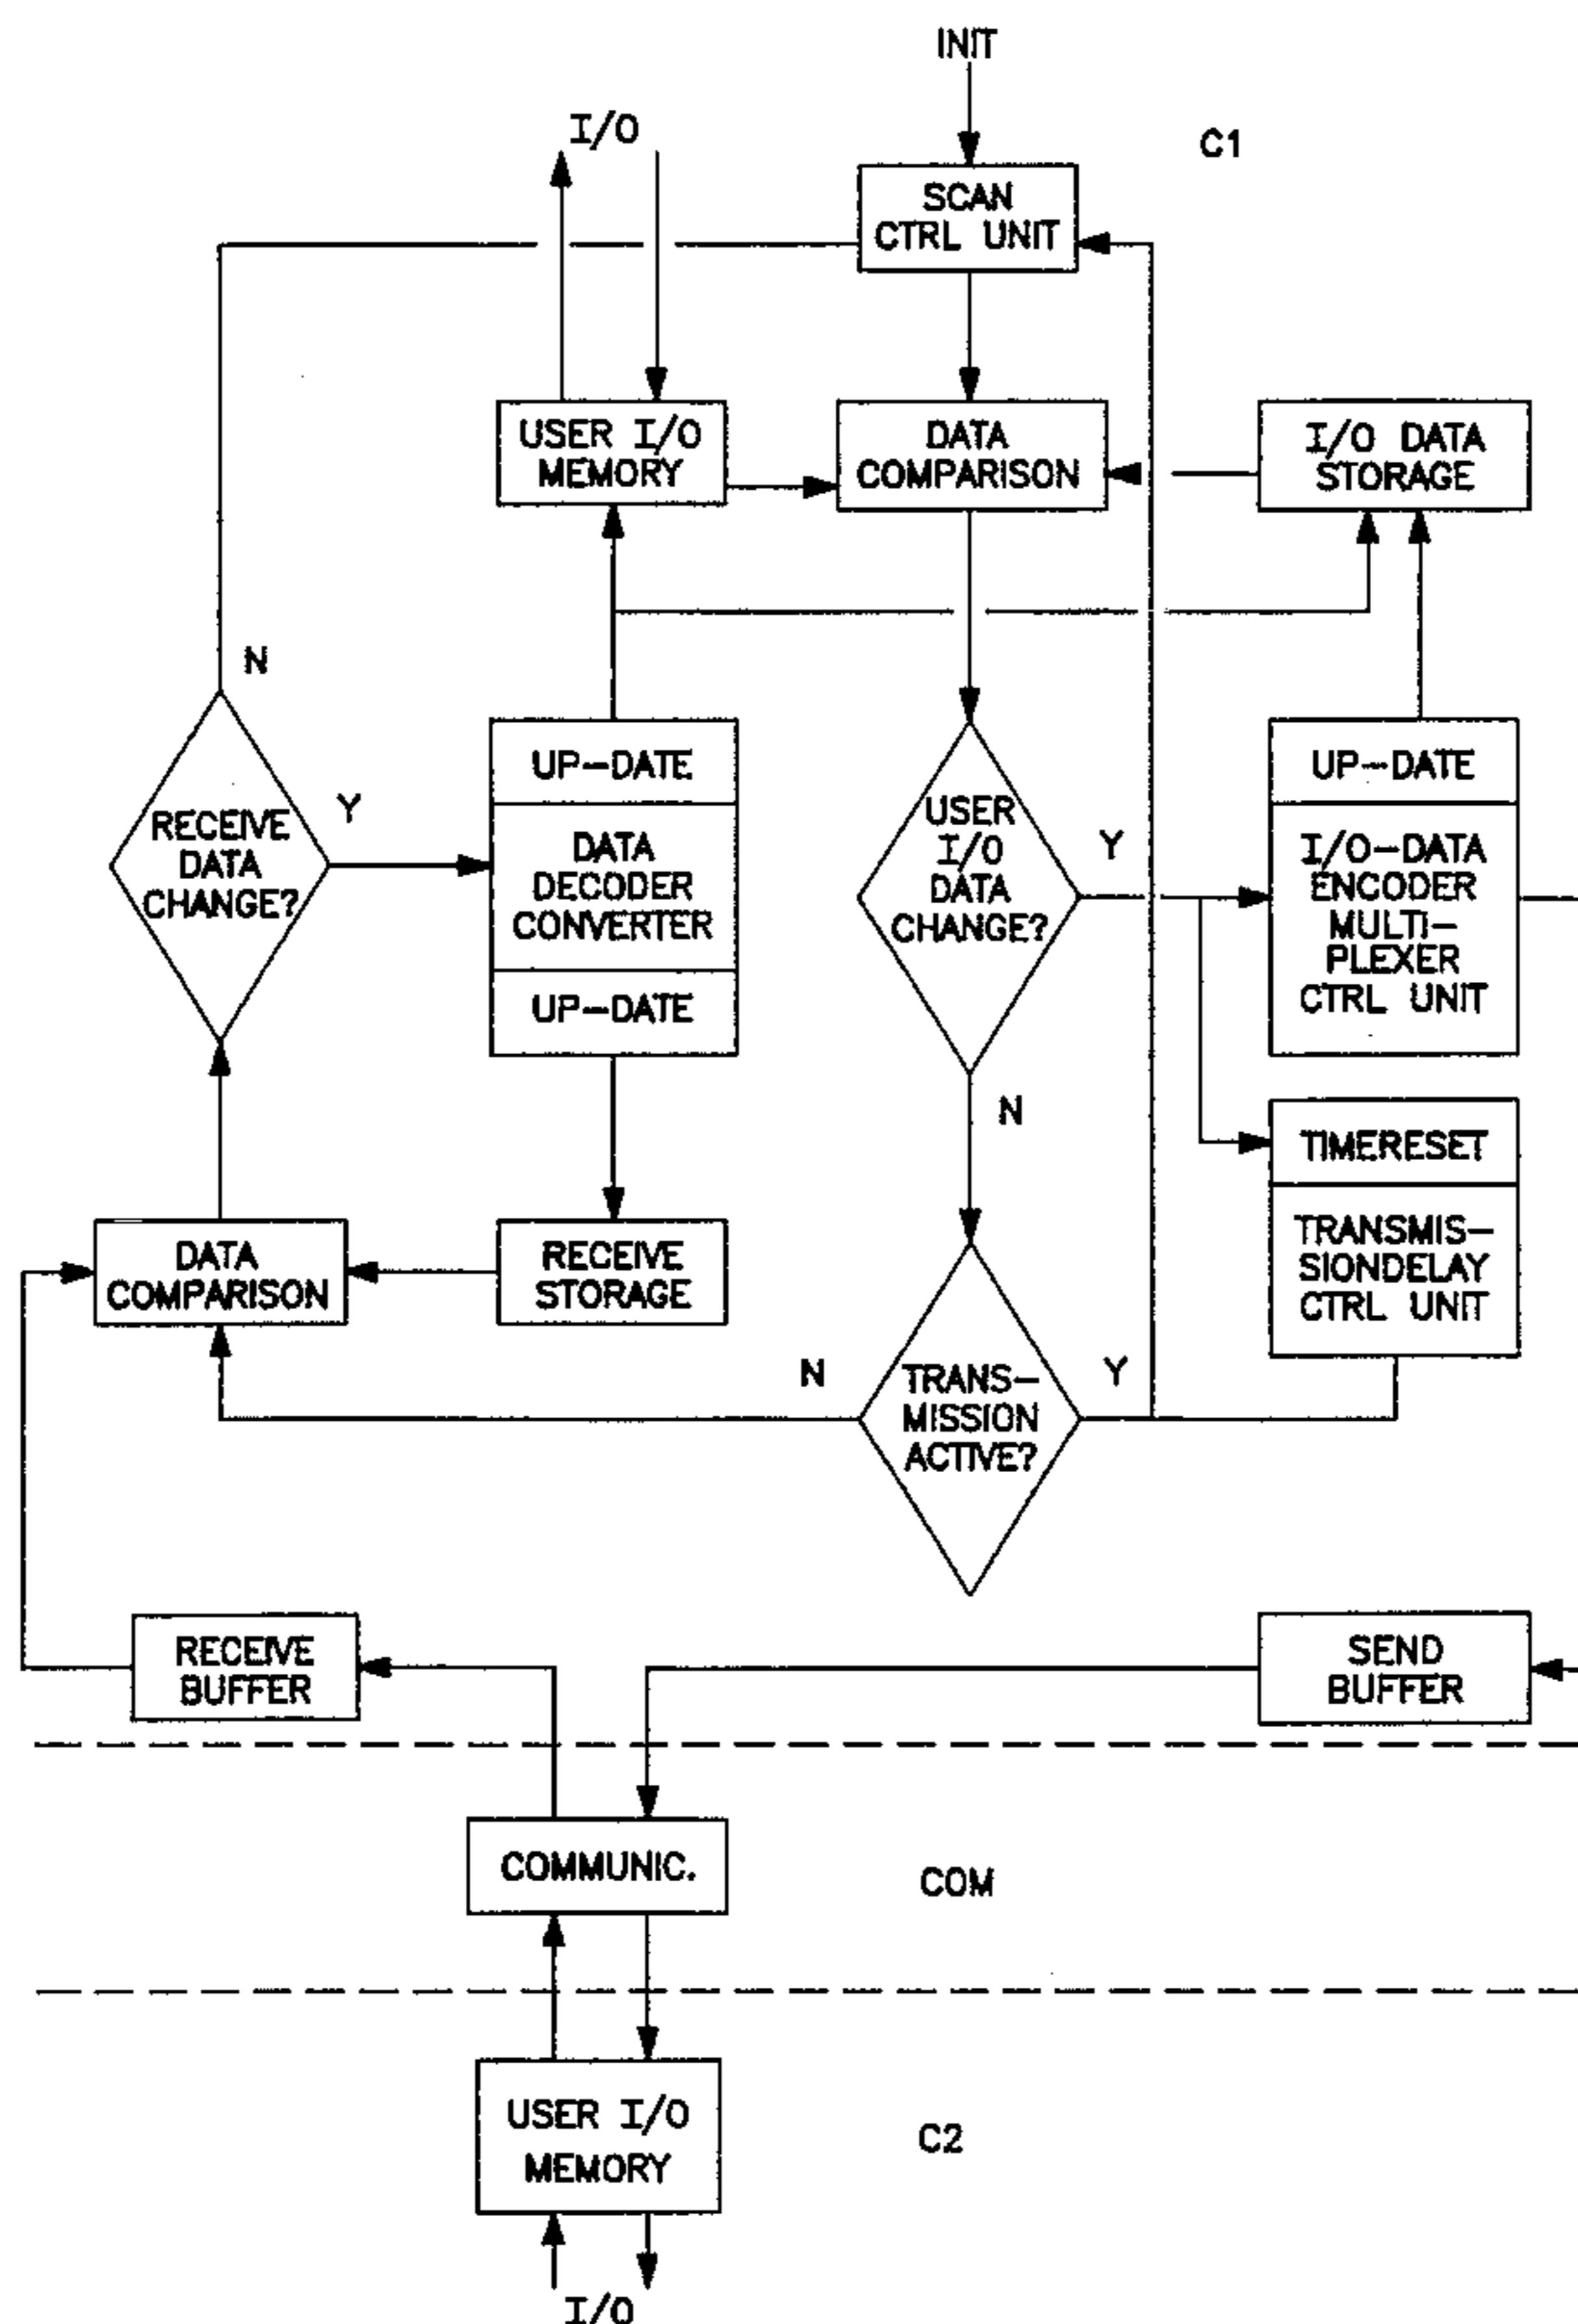 INIT
I/O
C1
SCAN
CTRL UNIT
USER I/O
MEMORY
DATA
COMPARISON
I/O DATA
STORAGE
N
RECEIVE
DATA
CHANGE?
Y
UP-DATE
DATA
DECODER
CONVERTER
UP-DATE
USER
I/O
DATA
CHANGE?
Y
N
UP-DATE
I/O-DATA
ENCODER
MULTI-
PLEXER
CTRL UNIT
TIMERESET
TRANSMIS-
SIONDELAY
CTRL UNIT
DATA
COMPARISON
RECEIVE
STORAGE
N
TRANS-
MISSION
ACTIVE?
Y
RECEIVE
BUFFER
SEND
BUFFER
COMMUNIC.
COM
USER I/O
MEMORY
C2
I/O